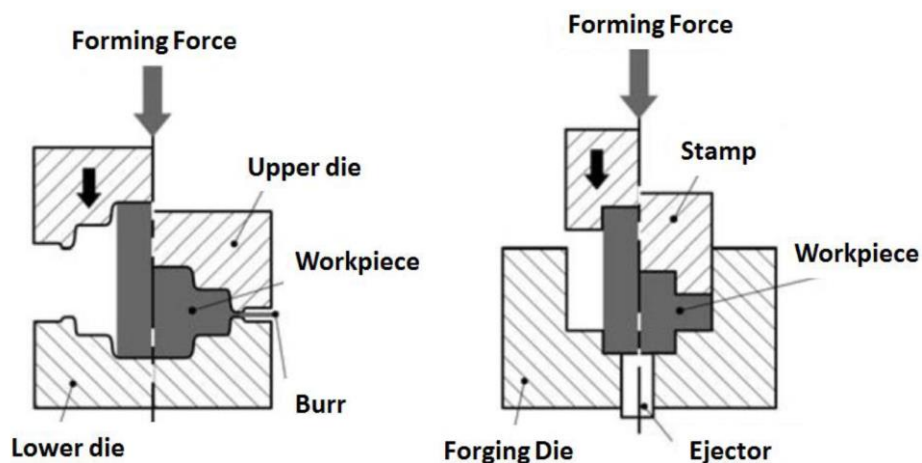 Forming Force
Upper die
Workpiece
Burr
Lower die
Forming Force
Stamp
Workpiece
Forging Die
Ejector